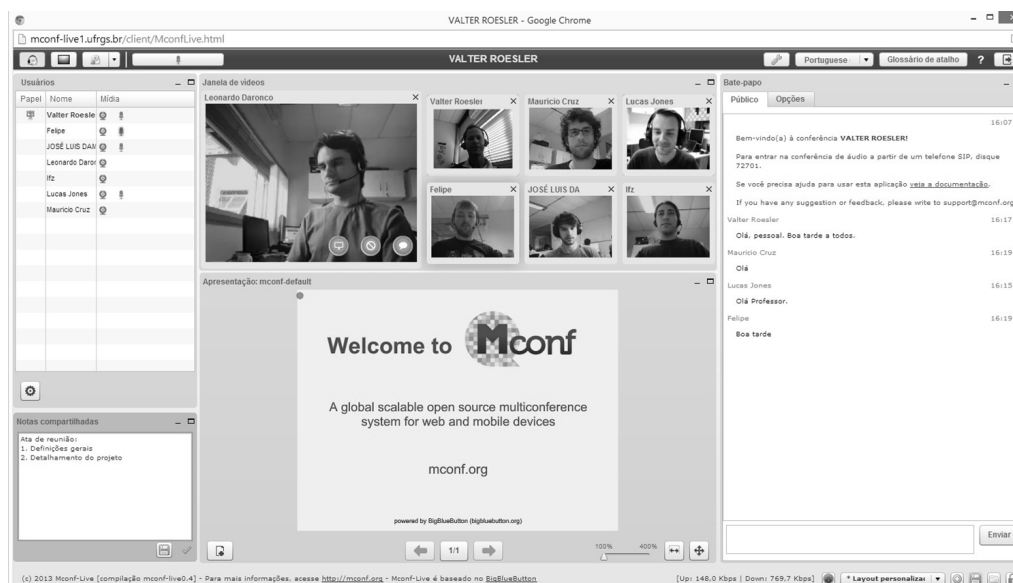 VALTER ROESLER - Google Chrome
mconf-live1.ufrgs.br/client/MconfLive.html
VALTER ROESLER
Portuguese
Glossário de atalho
?
Usuários
Papel Nome Mídia
Valter Roesle
Felipe
JOSÉ LUIS DAM
Leonardo Daror
lfz
Lucas Jones
Mauricio Cruz
Notas compartilhadas
Ata de reunião:
1. Definições gerais
2. Detalhamento do projeto
Janela de vídeos
Leonardo Daronco
Valter Roesler
Mauricio Cruz
Lucas Jones
Felipe
JOSÉ LUIS DA
lfz
Apresentação: mconf-default
Welcome to Mconf
A global scalable open source multiconference
system for web and mobile devices
mconf.org
powered by BigBlueButton (bigbluebutton.org)
1/1
100% 400%
Bate-papo
Público Opções
16:07
Bem-vindo(a) à conferência VALTER ROESLER!
Para entrar na conferência de áudio a partir de um telefone SIP, disque
72701.
Se você precisa ajuda para usar esta aplicação veja a documentação.
If you have any suggestion or feedback, please write to support@mconf.org
Valter Roesler 16:17
Olá, pessoal. Boa tarde a todos.
Mauricio Cruz 16:19
Olá
Lucas Jones 16:15
Olá Professor.
Felipe 16:19
Boa tarde
Enviar
(c) 2013 Mconf-Live [compilação mconf-live0.4] - Para mais informações, acesse http://mconf.org - Mconf-Live é baseado no BigBlueButton
[Up: 148.0 Kbps | Down: 769.7 Kbps]
* Layout personaliza